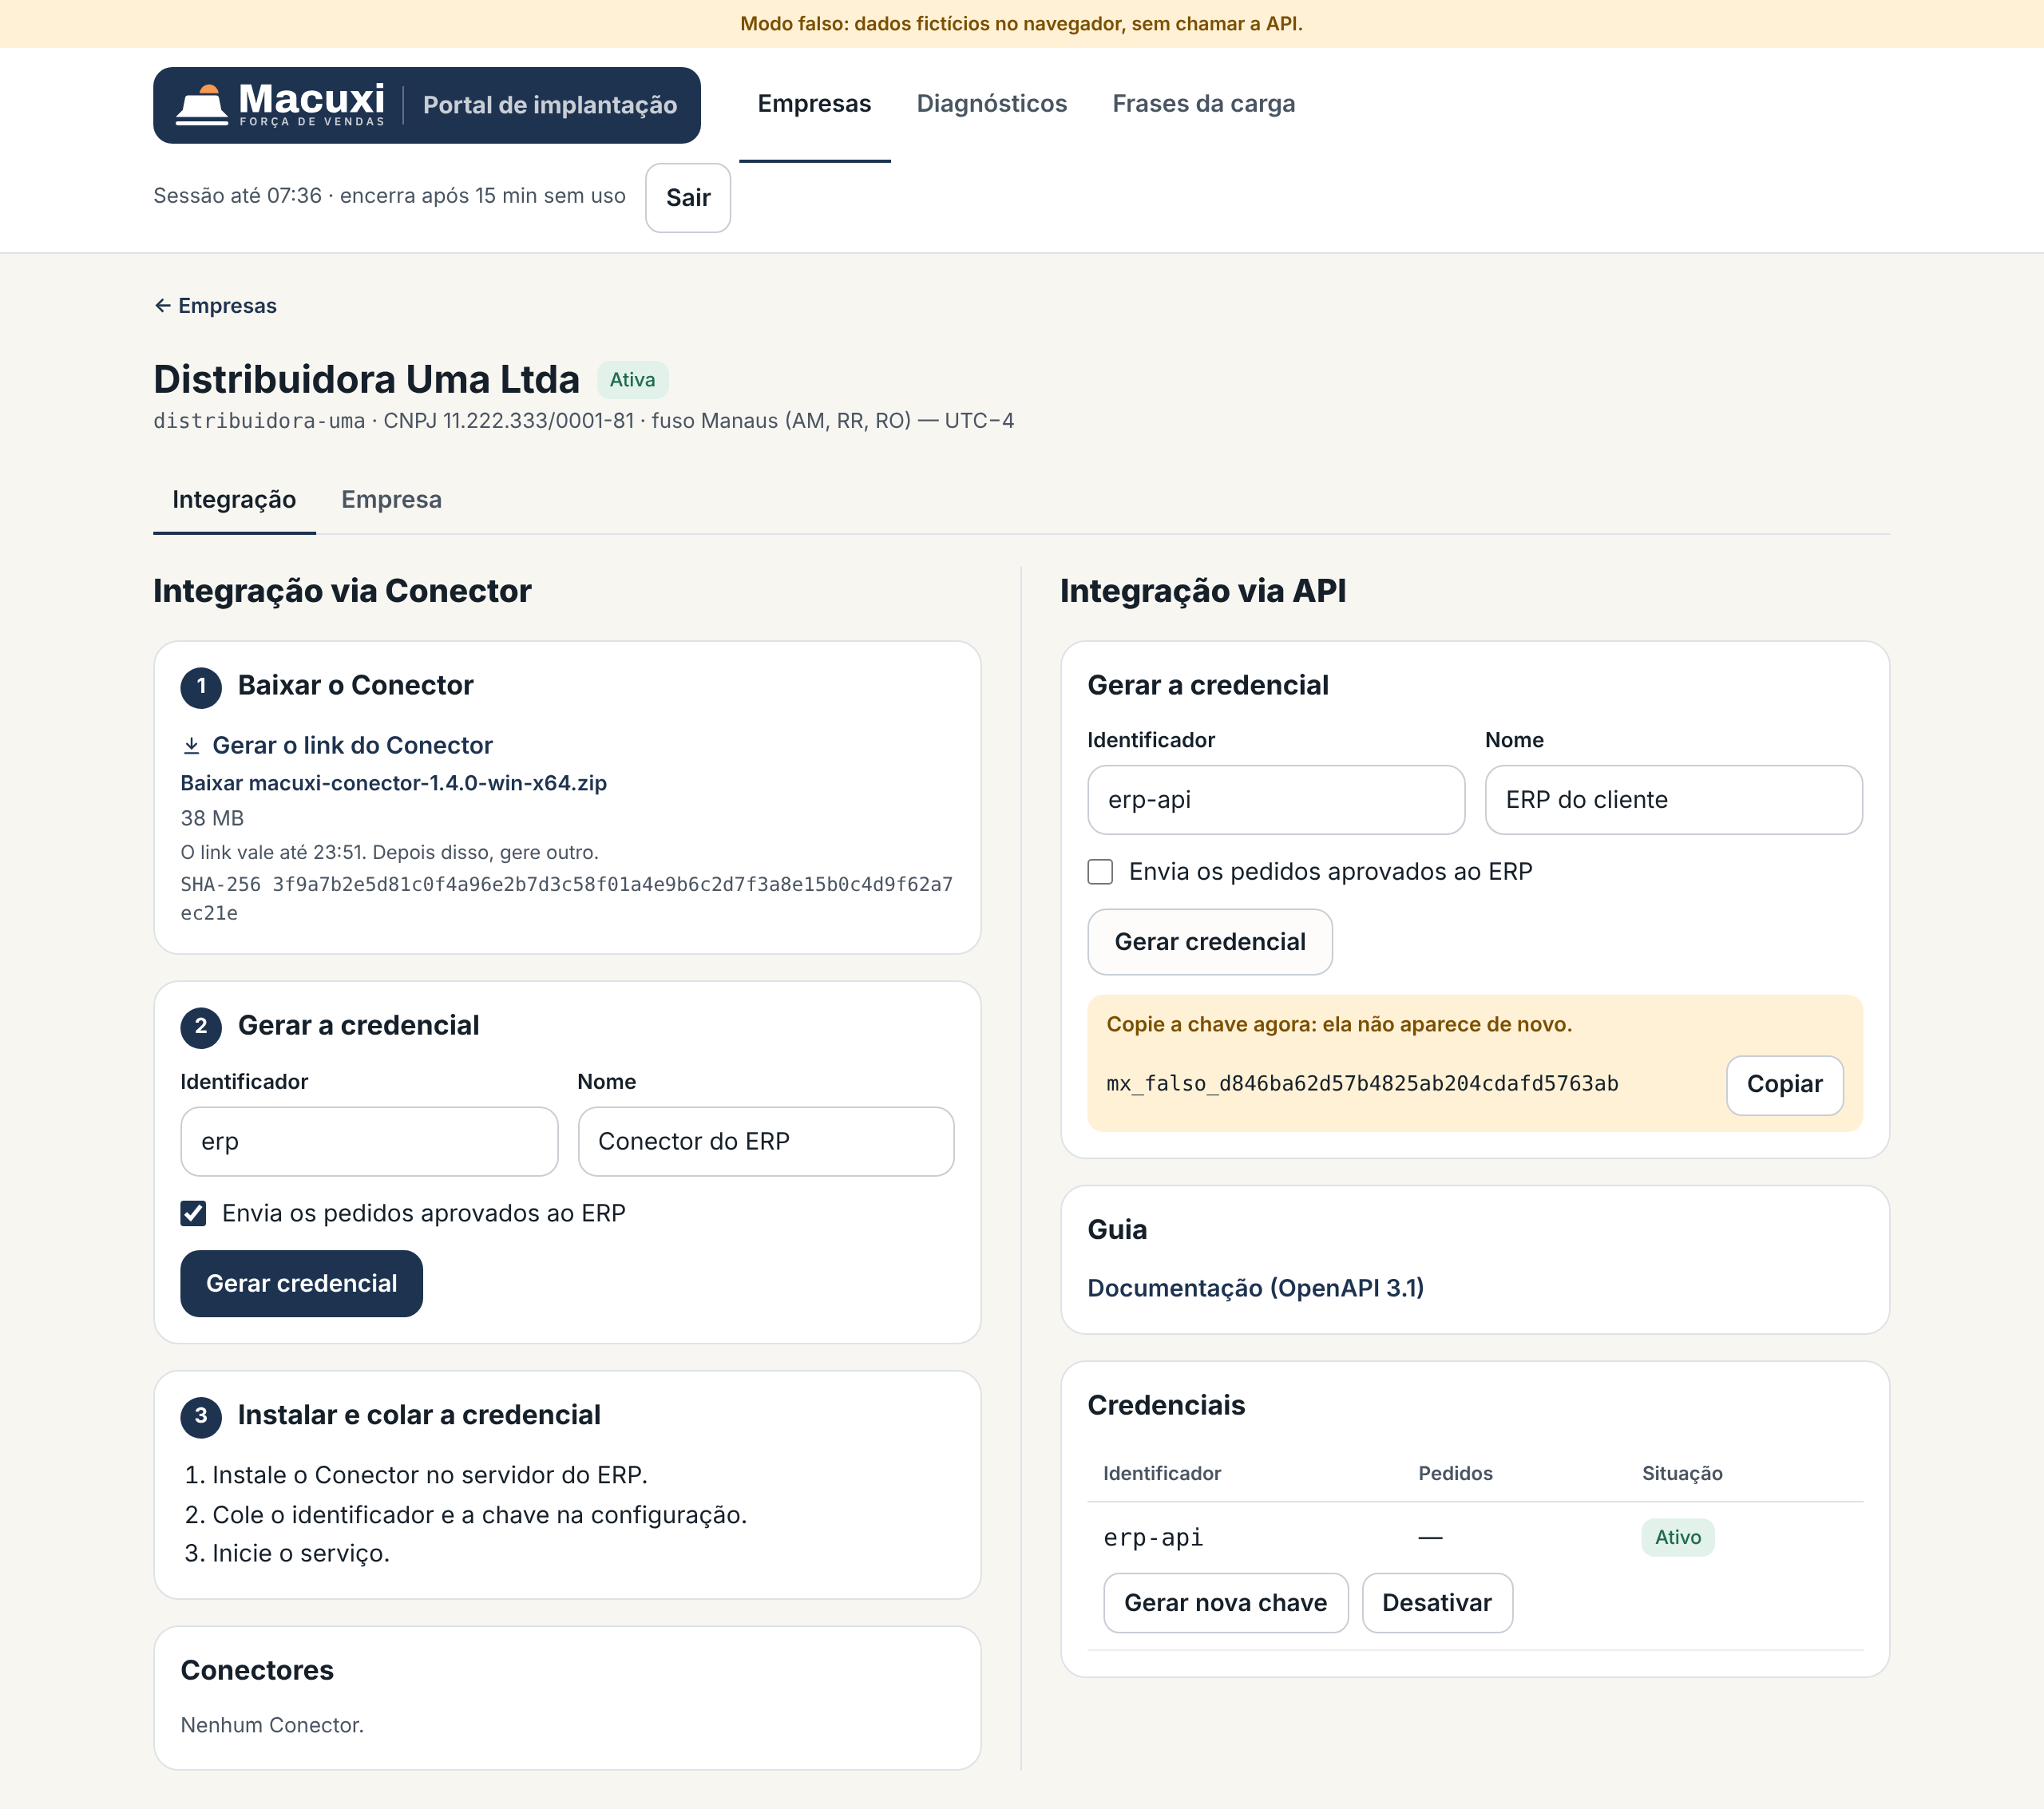 Modo falso: dados fictícios no navegador, sem chamar a API.
Macuxi
FORÇA DE VENDAS
Portal de implantação
Empresas
Diagnósticos
Frases da carga
Sessão até 07:36 · encerra após 15 min sem uso
Sair
← Empresas
Distribuidora Uma Ltda
Ativa
distribuidora-uma · CNPJ 11.222.333/0001-81 · fuso Manaus (AM, RR, RO) — UTC−4
Integração
Empresa
Integração via Conector
1 Baixar o Conector
Gerar o link do Conector
Baixar macuxi-conector-1.4.0-win-x64.zip
38 MB
O link vale até 23:51. Depois disso, gere outro.
SHA-256 3f9a7b2e5d81c0f4a96e2b7d3c58f01a4e9b6c2d7f3a8e15b0c4d9f62a7
ec21e
2 Gerar a credencial
Identificador
Nome
erp
Conector do ERP
Envia os pedidos aprovados ao ERP
Gerar credencial
3 Instalar e colar a credencial
1. Instale o Conector no servidor do ERP.
2. Cole o identificador e a chave na configuração.
3. Inicie o serviço.
Conectores
Nenhum Conector.
Integração via API
Gerar a credencial
Identificador
Nome
erp-api
ERP do cliente
Envia os pedidos aprovados ao ERP
Gerar credencial
Copie a chave agora: ela não aparece de novo.
mx_falso_d846ba62d57b4825ab204cdafd5763ab
Copiar
Guia
Documentação (OpenAPI 3.1)
Credenciais
Identificador
Pedidos
Situação
erp-api
—
Ativo
Gerar nova chave
Desativar